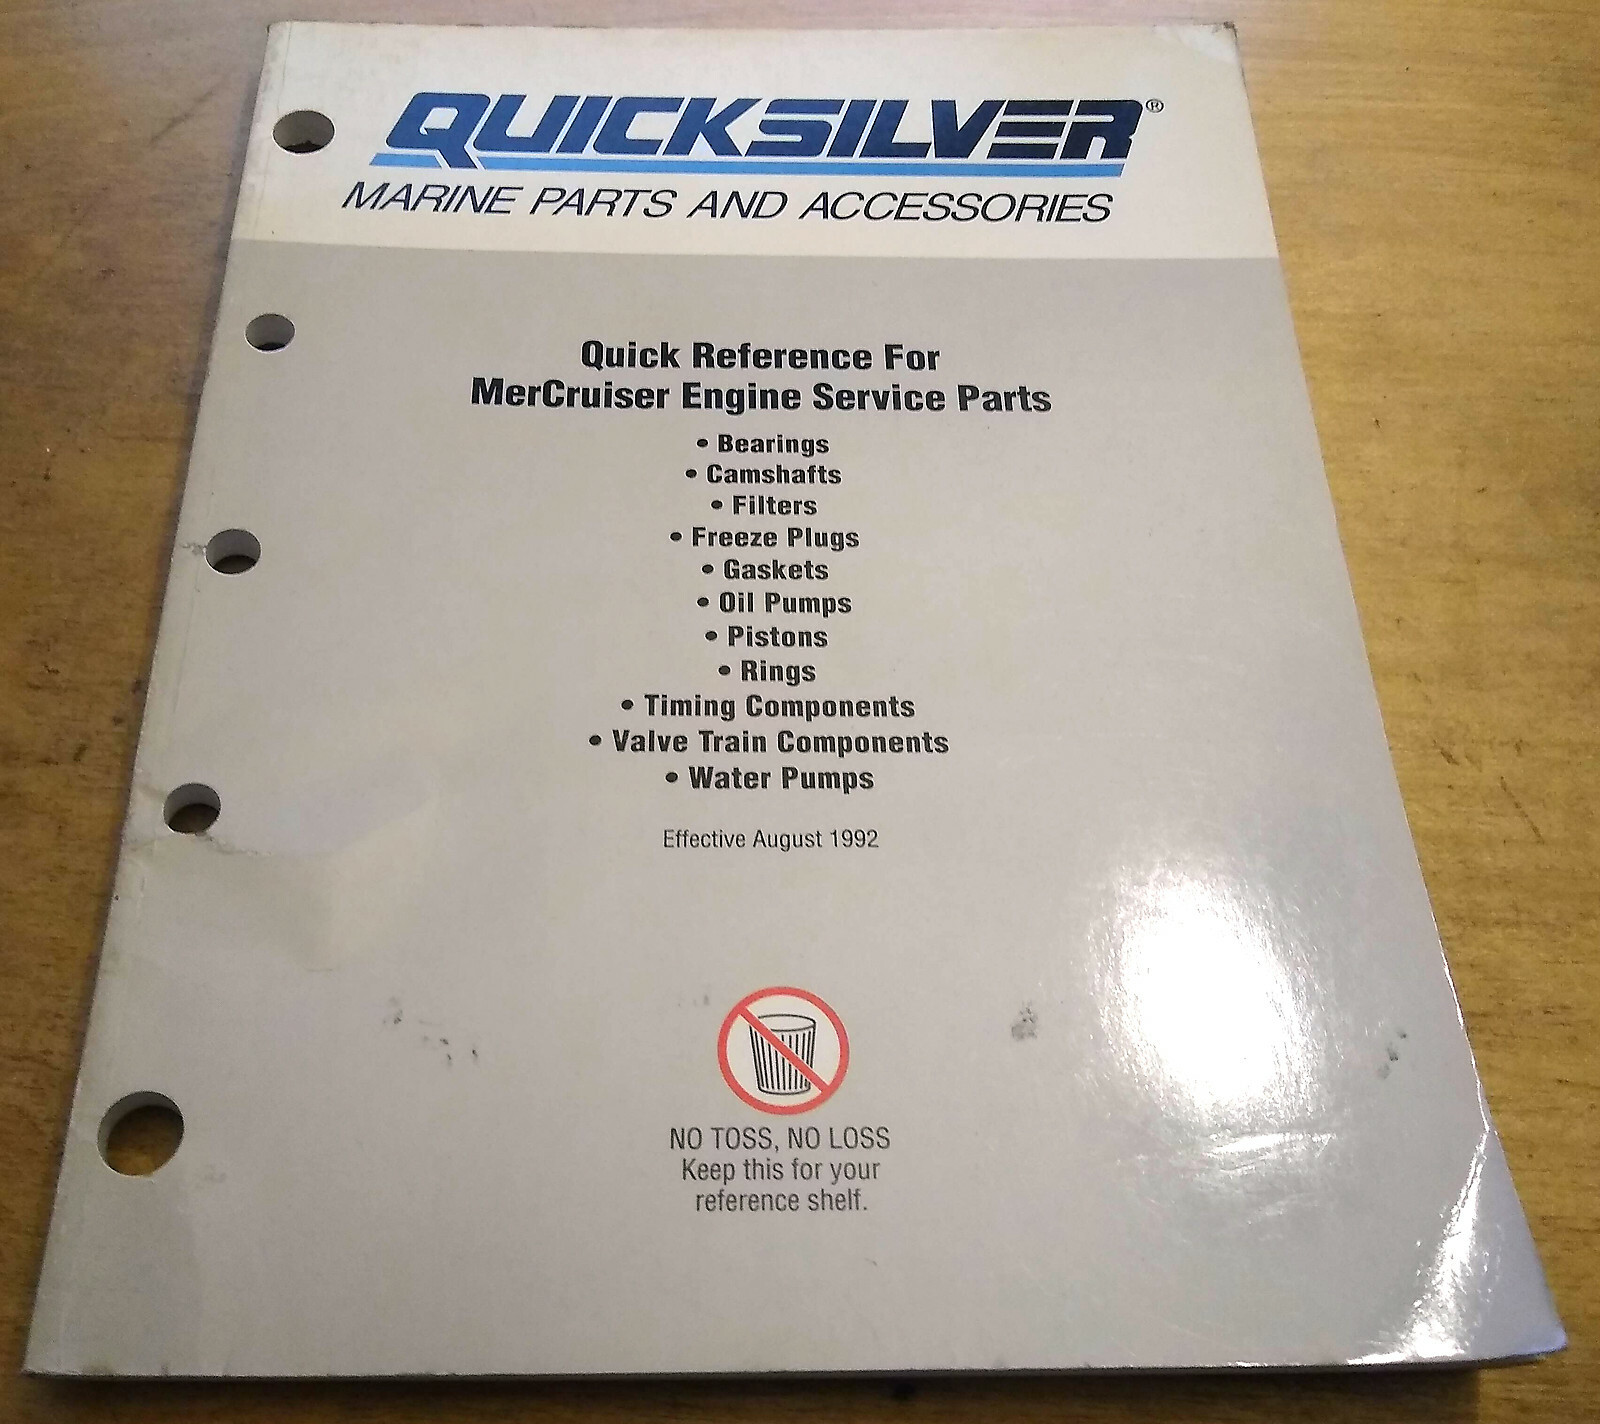 QUICKSILVER®
MARINE PARTS AND ACCESSORIES
Quick Reference For
MerCruiser Engine Service Parts
• Bearings
• Camshafts
• Filters
• Freeze Plugs
• Gaskets
• Oil Pumps
• Pistons
• Rings
• Timing Components
• Valve Train Components
• Water Pumps
Effective August 1992
NO TOSS, NO LOSS
Keep this for your
reference shelf.